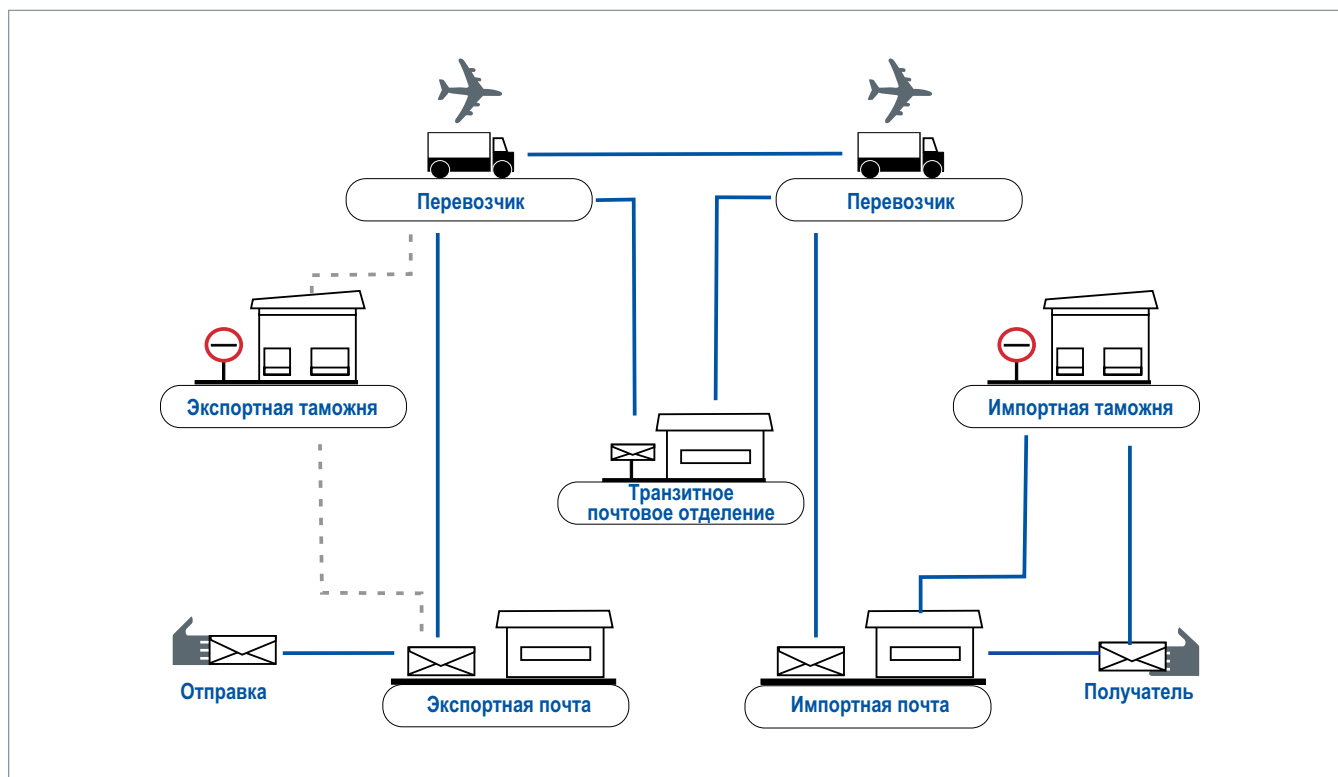 Перевозчик
Перевозчик
Экспортная таможня
Импортная таможня
Транзитное
почтовое отделение
Отправка
Экспортная почта
Импортная почта
Получатель